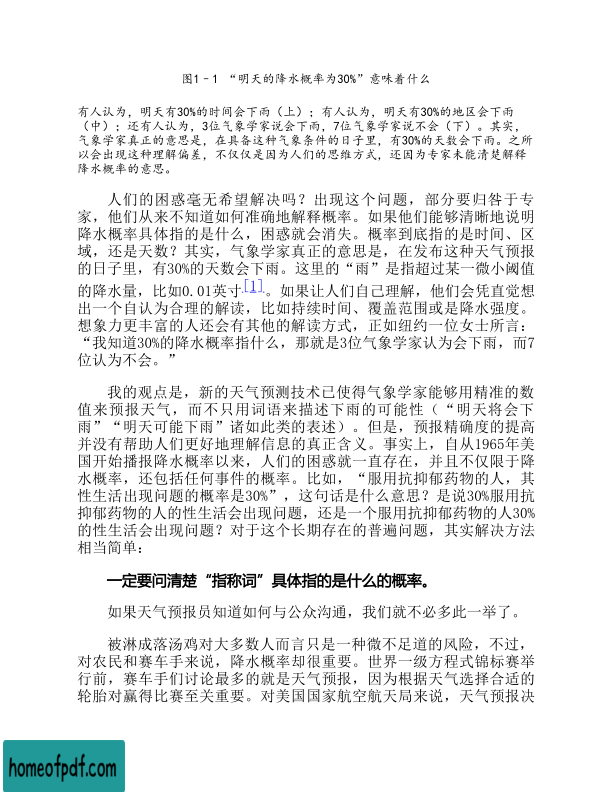 图1–1 “明天的降水概率为30%”意味着什么
有人认为，明天有30%的时间会下雨（上）；有人认为，明天有30%的地区会下雨
（中）；还有人认为，3位气象学家说会下雨，7位气象学家说不会（下）。其实，
气象学家真正的意思是，在具备这种气象条件的日子里，有30%的天数会下雨。之所
以会出现这种理解偏差，不仅仅是因为人们的思维方式，还因为专家未能清楚解释
降水概率的意思。
人们的困惑毫无希望解决吗？出现这个问题，部分要归咎于专
家，他们从来不知道如何准确地解释概率。如果他们能够清晰地说明
降水概率具体指的是什么，困惑就会消失。概率到底指的是时间、区
域，还是天数？其实，气象学家真正的意思是，在发布这种天气预报
的日子里，有30%的天数会下雨。这里的“雨”是指超过某一微小阈值
的降水量，比如0.01英寸[1]。如果让人们自己理解，他们会凭直觉想
出一个自认为合理的解读，比如持续时间、覆盖范围或是降水强度。
想象力更丰富的人还会有其他的解读方式，正如纽约一位女士所言：
“我知道30%的降水概率指什么，那就是3位气象学家认为会下雨，而7
位认为不会。”
我的观点是，新的天气预测技术已使得气象学家能够用精准的数
值来预报天气，而不只用词语来描述下雨的可能性（“明天将会下
雨”“明天可能下雨”诸如此类的表述）。但是，预报精确度的提高
并没有帮助人们更好地理解信息的真正含义。事实上，自从1965年美
国开始播报降水概率以来，人们的困惑就一直存在，并且不仅限于降
水概率，还包括任何事件的概率。比如，“服用抗抑郁药物的人，其
性生活出现问题的概率是30%”，这句话是什么意思？是说30%服用抗
抑郁药物的人的性生活会出现问题，还是一个服用抗抑郁药物的人30%
的性生活会出现问题？对于这个长期存在的普遍问题，其实解决方法
相当简单：
一定要问清楚“指称词”具体指的是什么的概率。
如果天气预报员知道如何与公众沟通，我们就不必多此一举了。
被淋成落汤鸡对大多数人而言只是一种微不足道的风险，不过，
对农民和赛车手来说，降水概率却很重要。世界一级方程式锦标赛举
行前，赛车手们讨论最多的就是天气预报，因为根据天气选择合适的
轮胎对赢得比赛至关重要。对美国国家航空航天局来说，天气预报决
homeofpdf.com